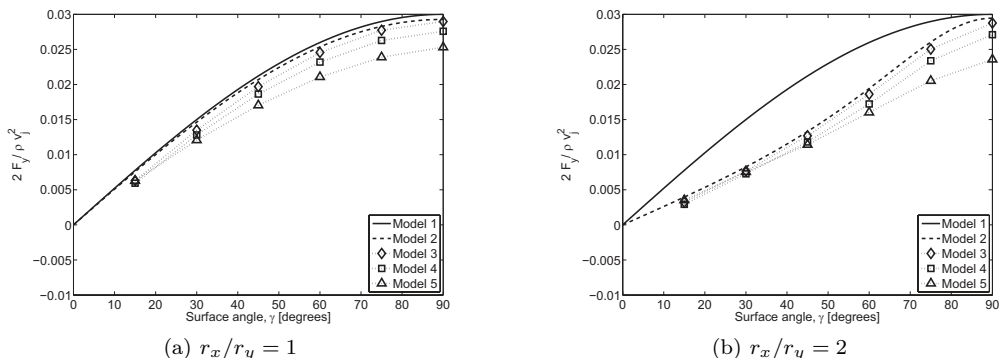 0.03
0.025
0.02
0.015
0.01
0.005
0
−0.005
−0.01
2 F_y / ρ v_j^2
0 10 20 30 40 50 60 70 80 90
Surface angle, γ [degrees]
Model 1
Model 2
Model 3
Model 4
Model 5
(a) r_x/r_y = 1
0.03
0.025
0.02
0.015
0.01
0.005
0
−0.005
−0.01
2 F_y / ρ v_j^2
0 10 20 30 40 50 60 70 80 90
Surface angle, γ [degrees]
Model 1
Model 2
Model 3
Model 4
Model 5
(b) r_x/r_y = 2